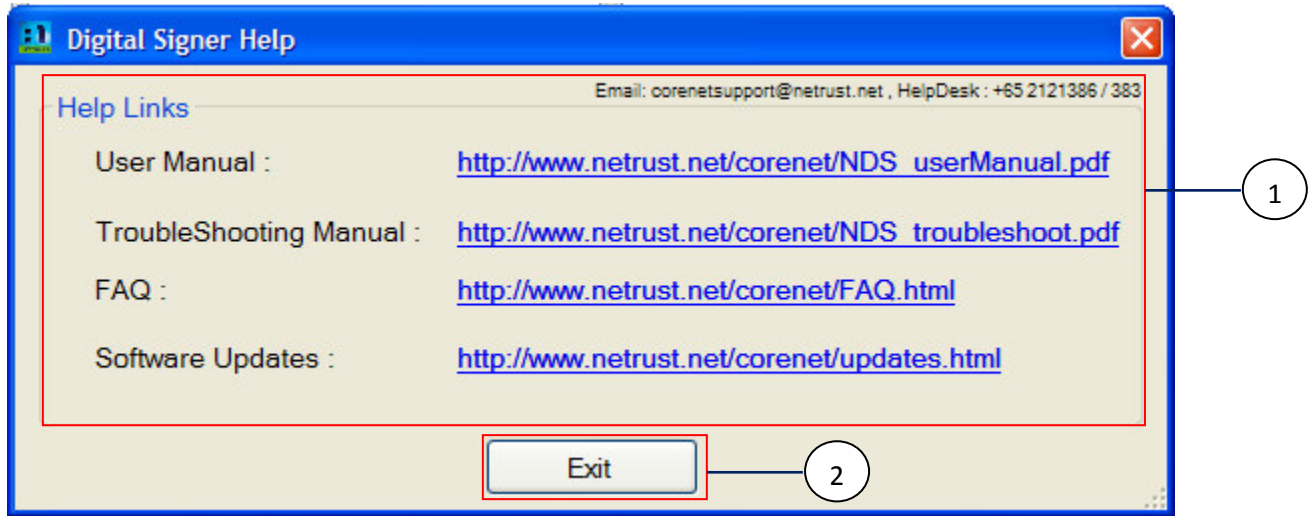 Digital Signer Help
Email: corenetsupport@netrust.net , HelpDesk : +65 2121386 / 383
Help Links
User Manual : http://www.netrust.net/corenet/NDS_userManual.pdf
1
TroubleShooting Manual : http://www.netrust.net/corenet/NDS_troubleshoot.pdf
FAQ : http://www.netrust.net/corenet/FAQ.html
Software Updates : http://www.netrust.net/corenet/updates.html
Exit
2